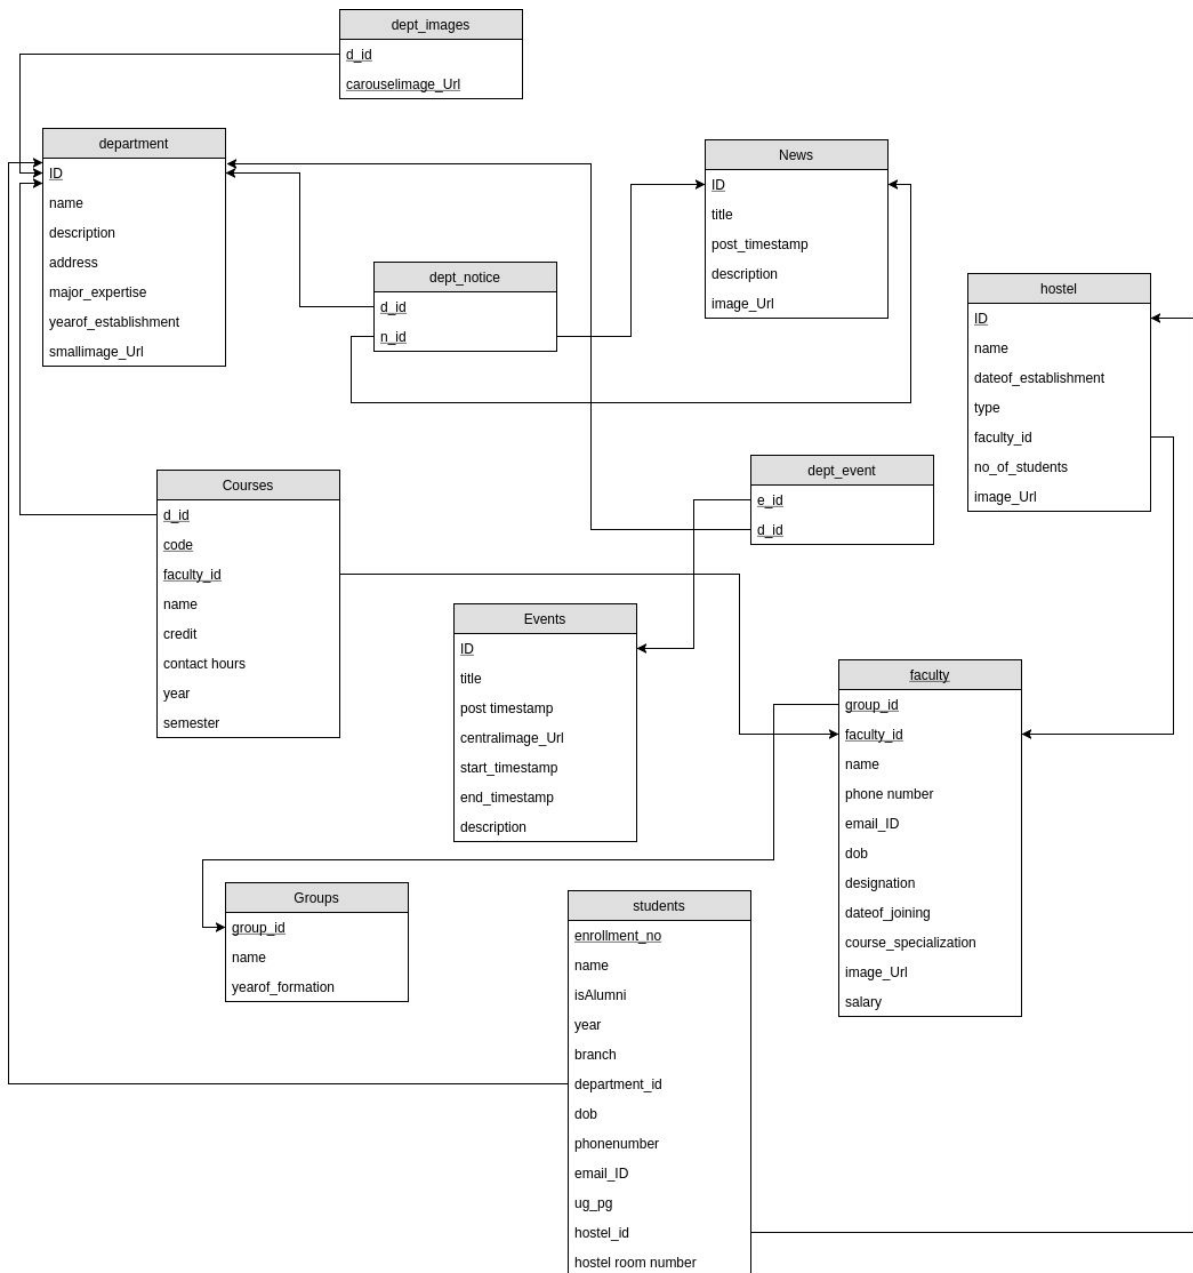 dept_images
d_id
carouselimage_Url
department
ID
name
description
address
major_expertise
yearof_establishment
smallimage_Url
News
ID
title
post_timestamp
description
image_Url
dept_notice
d_id
n_id
hostel
ID
name
dateof_establishment
type
faculty_id
no_of_students
image_Url
Courses
d_id
code
faculty_id
name
credit
contact hours
year
semester
dept_event
e_id
d_id
Events
ID
title
post timestamp
centralimage_Url
start_timestamp
end_timestamp
description
faculty
group_id
faculty_id
name
phone number
email_ID
dob
designation
dateof_joining
course_specialization
image_Url
salary
Groups
group_id
name
yearof_formation
students
enrollment_no
name
isAlumni
year
branch
department_id
dob
phonenumber
email_ID
ug_pg
hostel_id
hostel room number